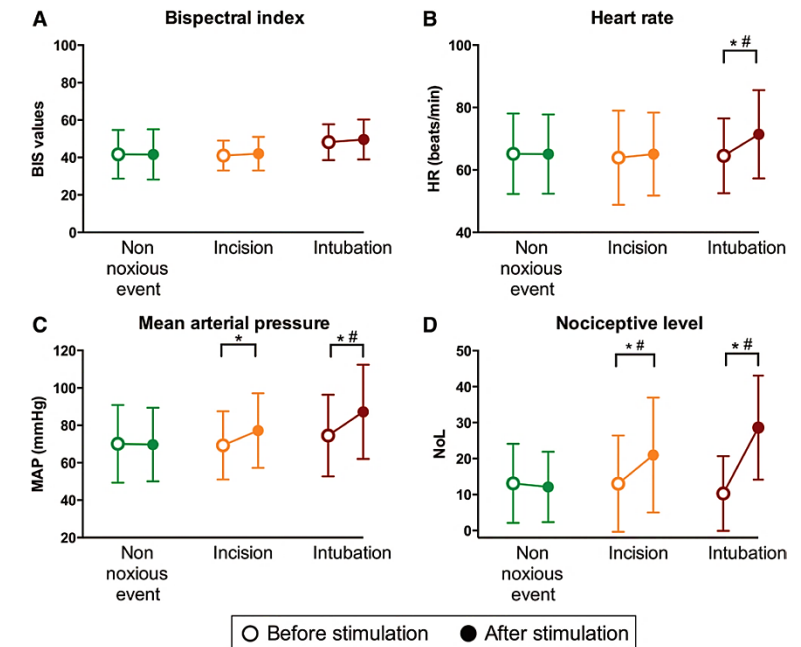 A Bispectral index
100
80
60
40
20
0
BIS values
Non noxious event
Incision
Intubation
B Heart rate
* #
100
80
60
40
HR (beats/min)
Non noxious event
Incision
Intubation
C Mean arterial pressure
*
* #
120
100
80
60
40
20
MAP (mmHg)
Non noxious event
Incision
Intubation
D Nociceptive level
* #
* #
50
40
30
20
10
0
NoL
Non noxious event
Incision
Intubation
Before stimulation
After stimulation